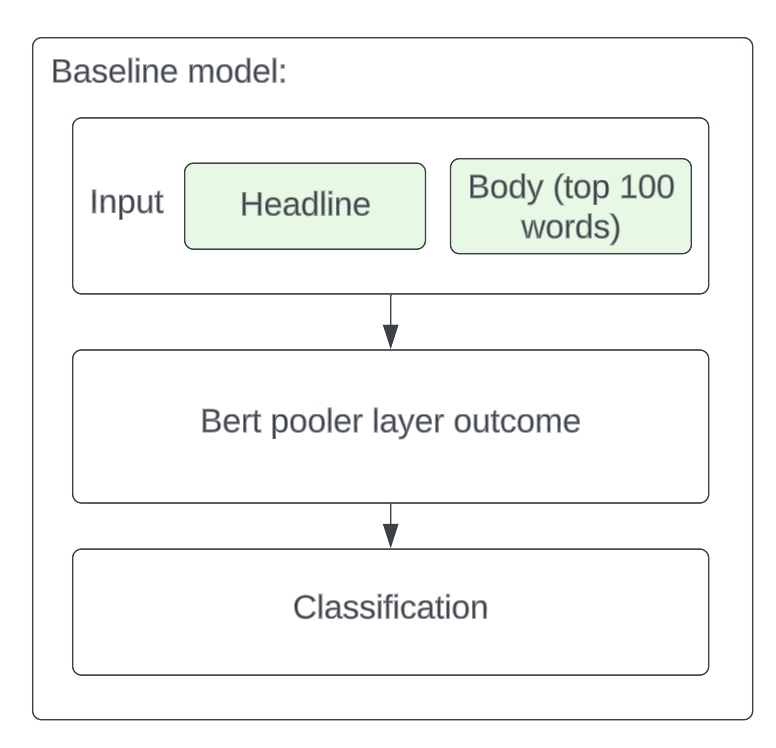 Baseline model:
Input
Headline
Body (top 100
words)
Bert pooler layer outcome
Classification